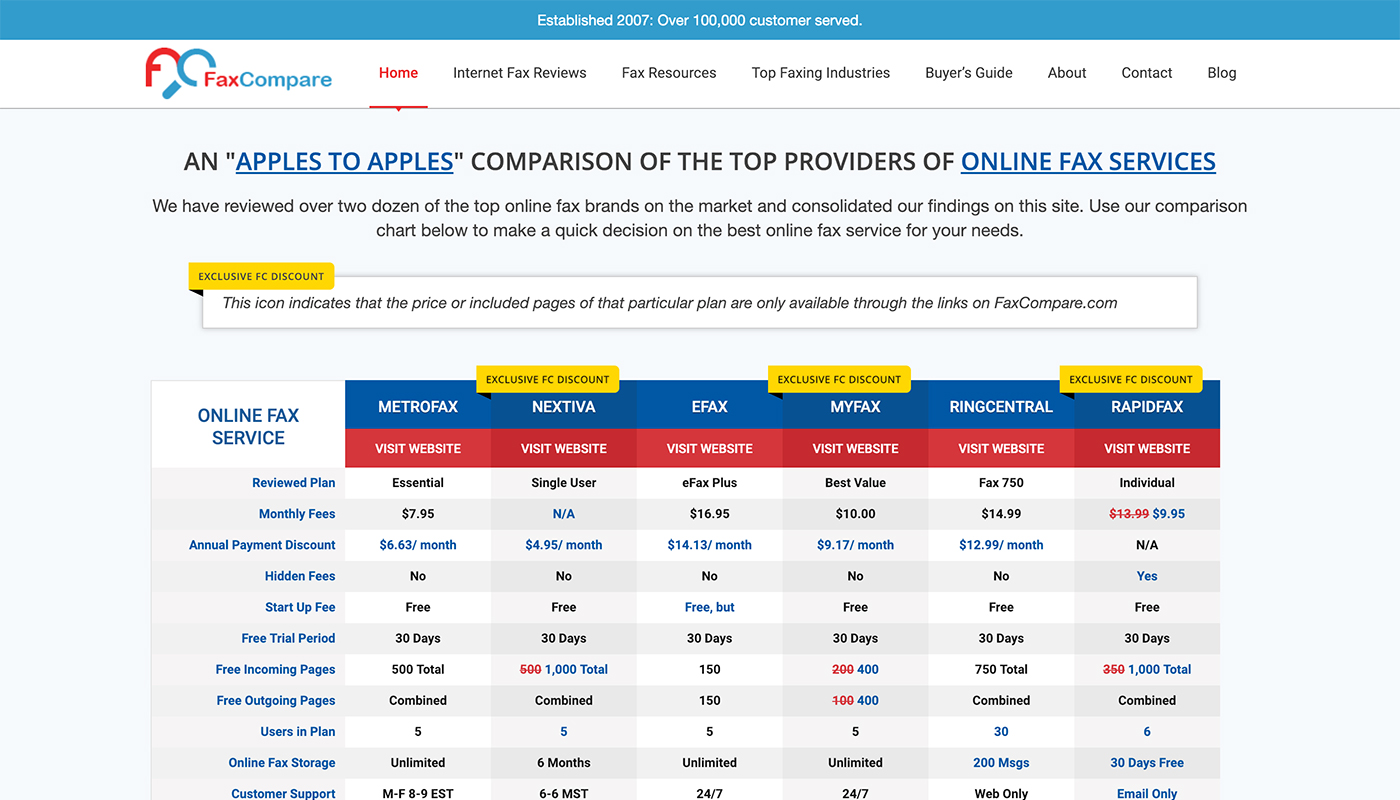 Established 2007: Over 100,000 customer served.
FC FaxCompare Home Internet Fax Reviews Fax Resources Top Faxing Industries Buyer's Guide About Contact Blog
AN "APPLES TO APPLES" COMPARISON OF THE TOP PROVIDERS OF ONLINE FAX SERVICES
We have reviewed over two dozen of the top online fax brands on the market and consolidated our findings on this site. Use our comparison
chart below to make a quick decision on the best online fax service for your needs.
EXCLUSIVE FC DISCOUNT
This icon indicates that the price or included pages of that particular plan are only available through the links on FaxCompare.com
EXCLUSIVE FC DISCOUNT EXCLUSIVE FC DISCOUNT EXCLUSIVE FC DISCOUNT
ONLINE FAX
SERVICE
METROFAX NEXTIVA EFAX MYFAX RINGCENTRAL RAPIDFAX
VISIT WEBSITE VISIT WEBSITE VISIT WEBSITE VISIT WEBSITE VISIT WEBSITE VISIT WEBSITE
Reviewed Plan Essential Single User eFax Plus Best Value Fax 750 Individual
Monthly Fees $7.95 N/A $16.95 $10.00 $14.99 $13.99 $9.95
Annual Payment Discount $6.63/ month $4.95/ month $14.13/ month $9.17/ month $12.99/ month N/A
Hidden Fees No No No No No Yes
Start Up Fee Free Free Free, but Free Free Free
Free Trial Period 30 Days 30 Days 30 Days 30 Days 30 Days 30 Days
Free Incoming Pages 500 Total 500 1,000 Total 150 200 400 750 Total 350 1,000 Total
Free Outgoing Pages Combined Combined 150 100 400 Combined Combined
Users in Plan 5 5 5 5 30 6
Online Fax Storage Unlimited 6 Months Unlimited Unlimited 200 Msgs 30 Days Free
Customer Support M-F 8-9 EST 6-6 MST 24/7 24/7 Web Only Email Only